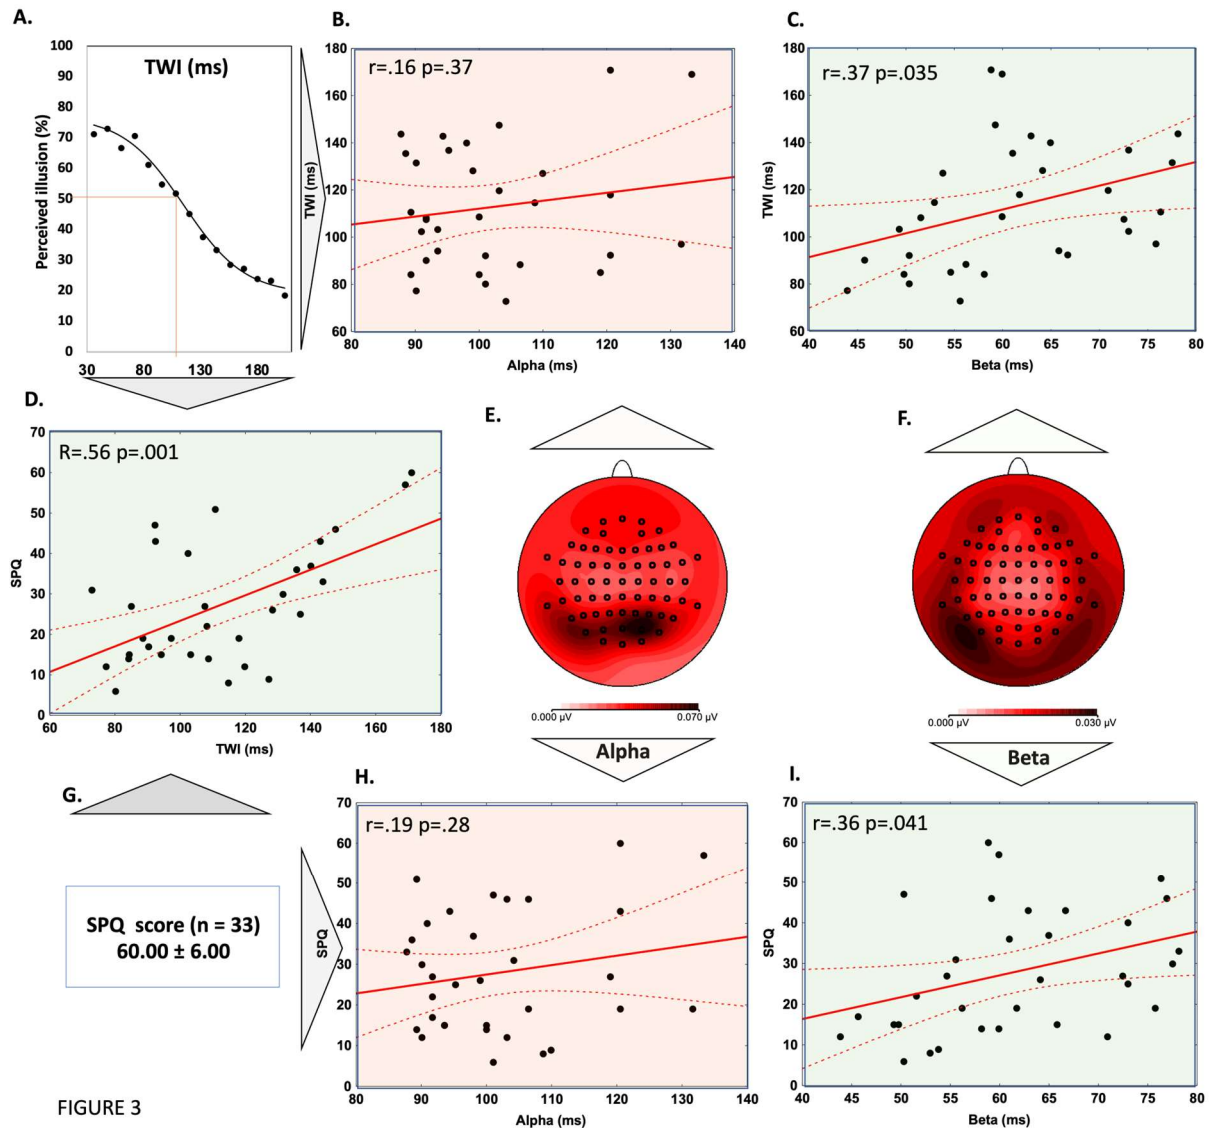 A.
B.
C.
TWI (ms)
Perceived illusion (%)
100
90
80
70
60
50
40
30
20
10
0
30 80 130 180
r=.16 p=.37
TWI (ms)
180
160
140
120
100
80
60
80 90 100 110 120 130 140
Alpha (ms)
r=.37 p=.035
TWI (ms)
180
160
140
120
100
80
60
40 45 50 55 60 65 70 75 80
Beta (ms)
D.
E.
F.
R=.56 p=.001
SPQ
70
60
50
40
30
20
10
0
60 80 100 120 140 160 180
TWI (ms)
0.000 µV 0.070 µV
Alpha
0.000 µV 0.030 µV
Beta
G.
H.
I.
SPQ score (n = 33)
60.00 ± 6.00
r=.19 p=.28
SPQ
70
60
50
40
30
20
10
0
80 90 100 110 120 130 140
Alpha (ms)
r=.36 p=.041
SPQ
70
60
50
40
30
20
10
0
40 45 50 55 60 65 70 75 80
Beta (ms)
FIGURE 3